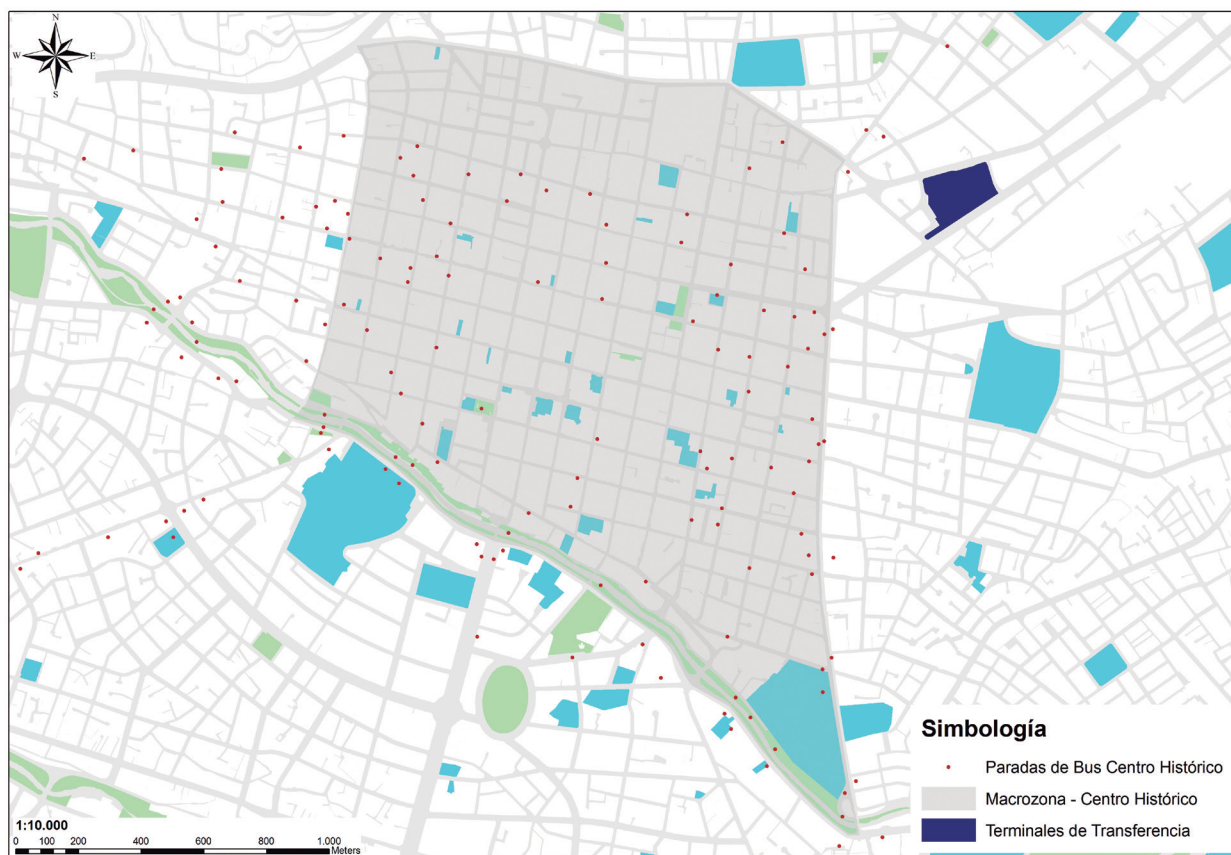 N
W E
S
Simbología
Paradas de Bus Centro Histórico
Macrozona - Centro Histórico
Terminales de Transferencia
1:10.000
0 100 200 400 600 800 1.000
Meters